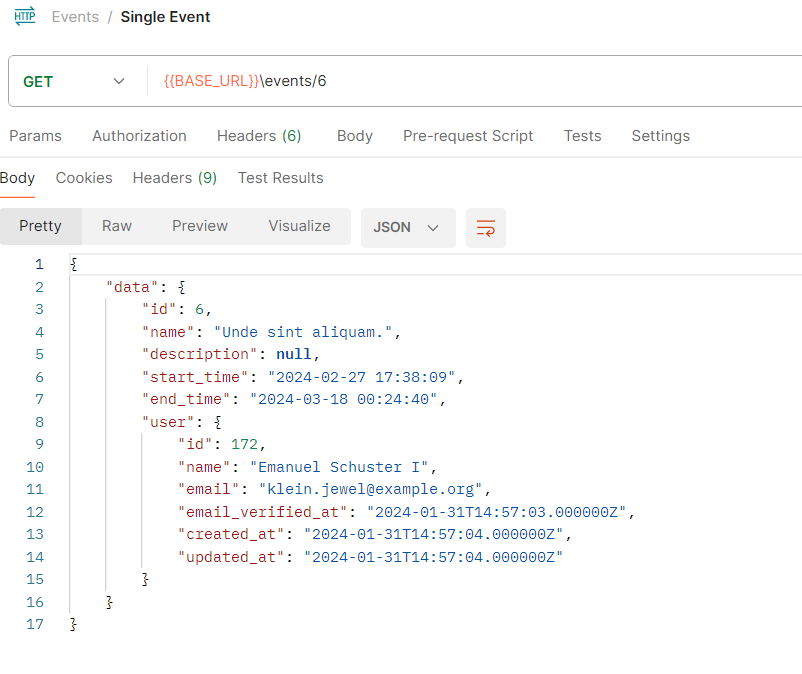 HTTP Events / Single Event
GET {{BASE_URL}}\events/6
Params Authorization Headers (6) Body Pre-request Script Tests Settings
Body Cookies Headers (9) Test Results
Pretty Raw Preview Visualize JSON
1 {
2 "data": {
3 "id": 6,
4 "name": "Unde sint aliquam.",
5 "description": null,
6 "start_time": "2024-02-27 17:38:09",
7 "end_time": "2024-03-18 00:24:40",
8 "user": {
9 "id": 172,
10 "name": "Emanuel Schuster I",
11 "email": "klein.jewel@example.org",
12 "email_verified_at": "2024-01-31T14:57:03.000000Z",
13 "created_at": "2024-01-31T14:57:04.000000Z",
14 "updated_at": "2024-01-31T14:57:04.000000Z"
15 }
16 }
17 }